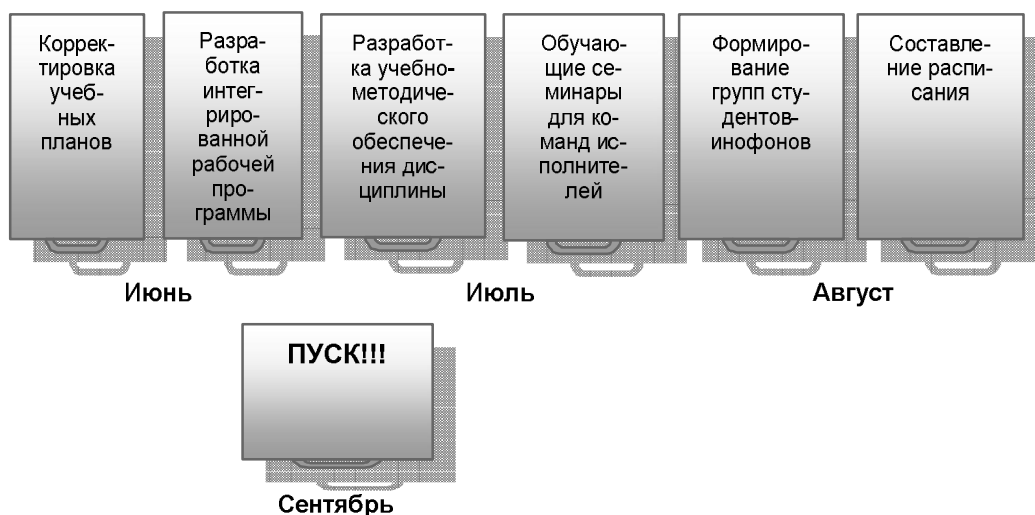 Коррек-
тировка
учеб-
ных
планов
Разра-
ботка
интег-
риро-
ванной
рабочей
про-
граммы
Разработ-
ка учебно-
методиче-
ского
обеспече-
ния дис-
циплины
Обучаю-
щие се-
минары
для ко-
манд ис-
полните-
лей
Формиро-
вание
групп сту-
дентов-
инофонов
Составле-
ние распи-
сания
Июнь
Июль
Август
ПУСК!!!
Сентябрь